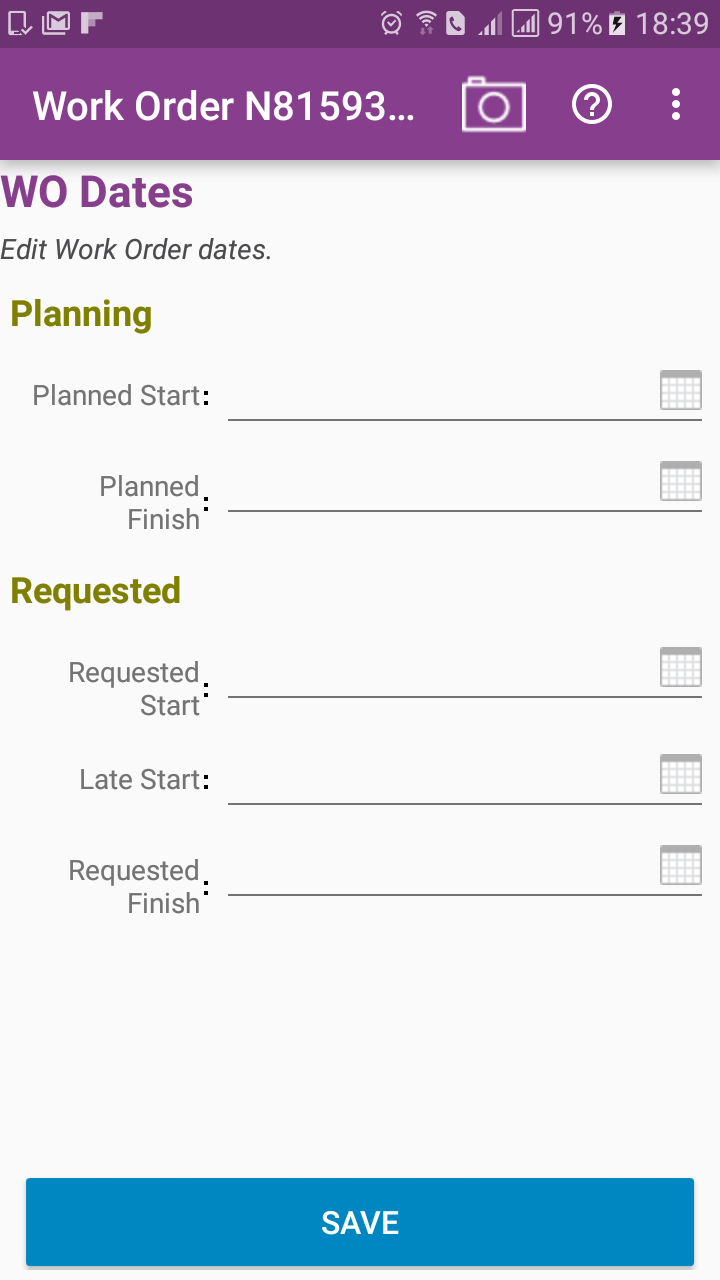 91% 18:39
Work Order N81593...
WO Dates
Edit Work Order dates.
Planning
Planned Start:
Planned
Finish:
Requested
Requested
Start:
Late Start:
Requested
Finish:
SAVE